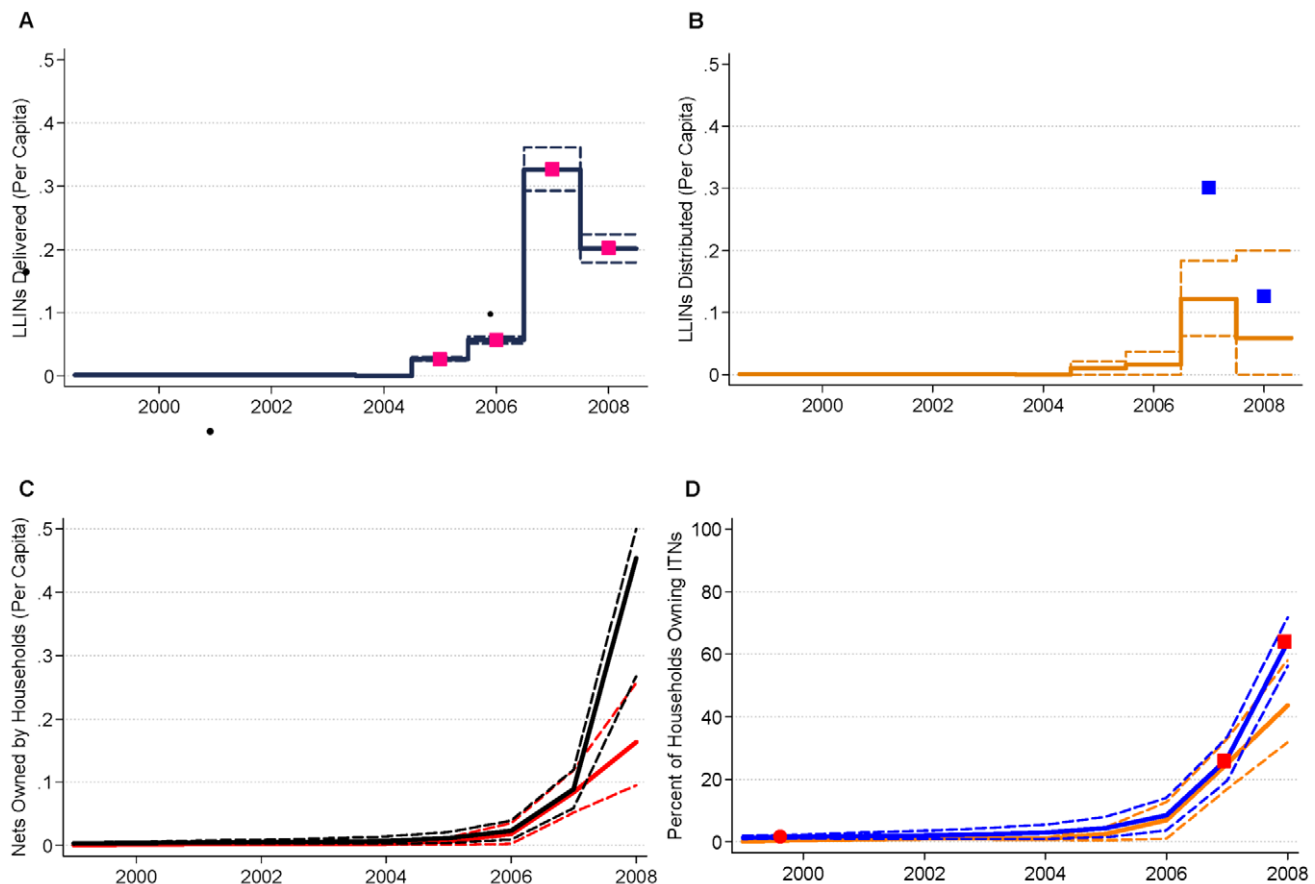 A
LLINs Delivered (Per Capita)
.5
.4
.3
.2
.1
0
2000 2002 2004 2006 2008
B
LLINs Distributed (Per Capita)
.5
.4
.3
.2
.1
0
2000 2002 2004 2006 2008
C
Nets Owned by Households (Per Capita)
.5
.4
.3
.2
.1
0
2000 2002 2004 2006 2008
D
Percent of Households Owning ITNs
100
80
60
40
20
0
2000 2002 2004 2006 2008